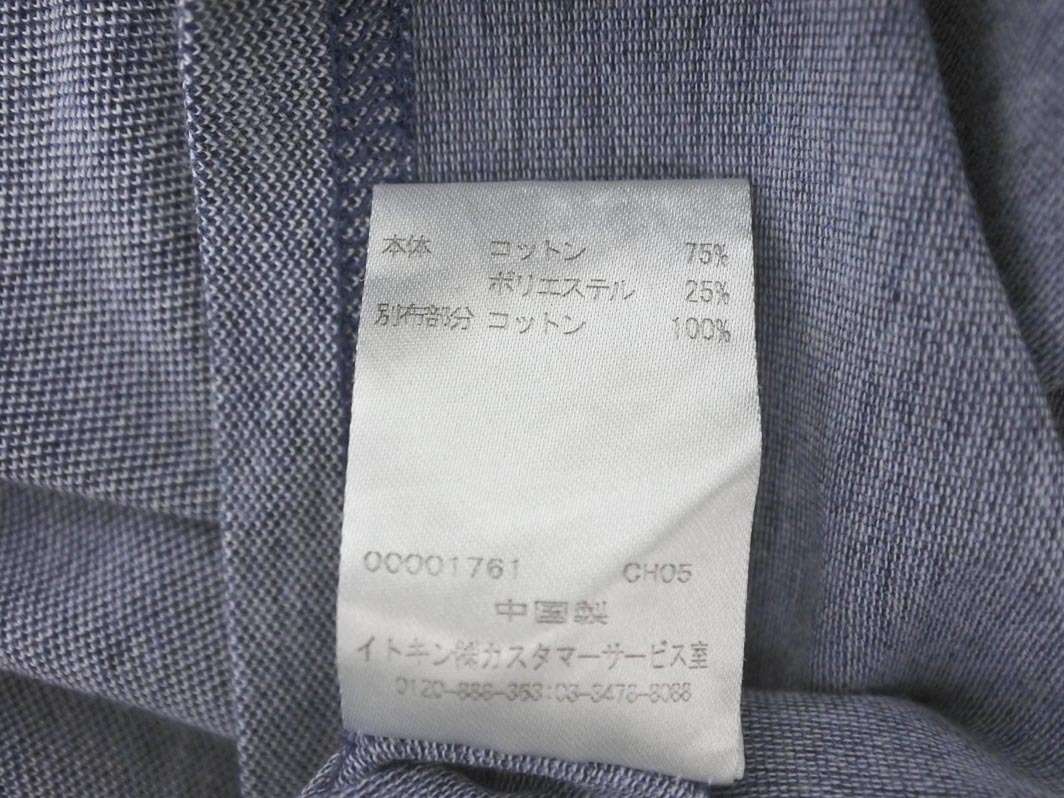 本体 コットン 75%
ポリエステル 25%
別布部分 コットン 100%
00001761 CH05
中国製
イトキン㈱カスタマーサービス室
0120-888-363:03-3478-8088